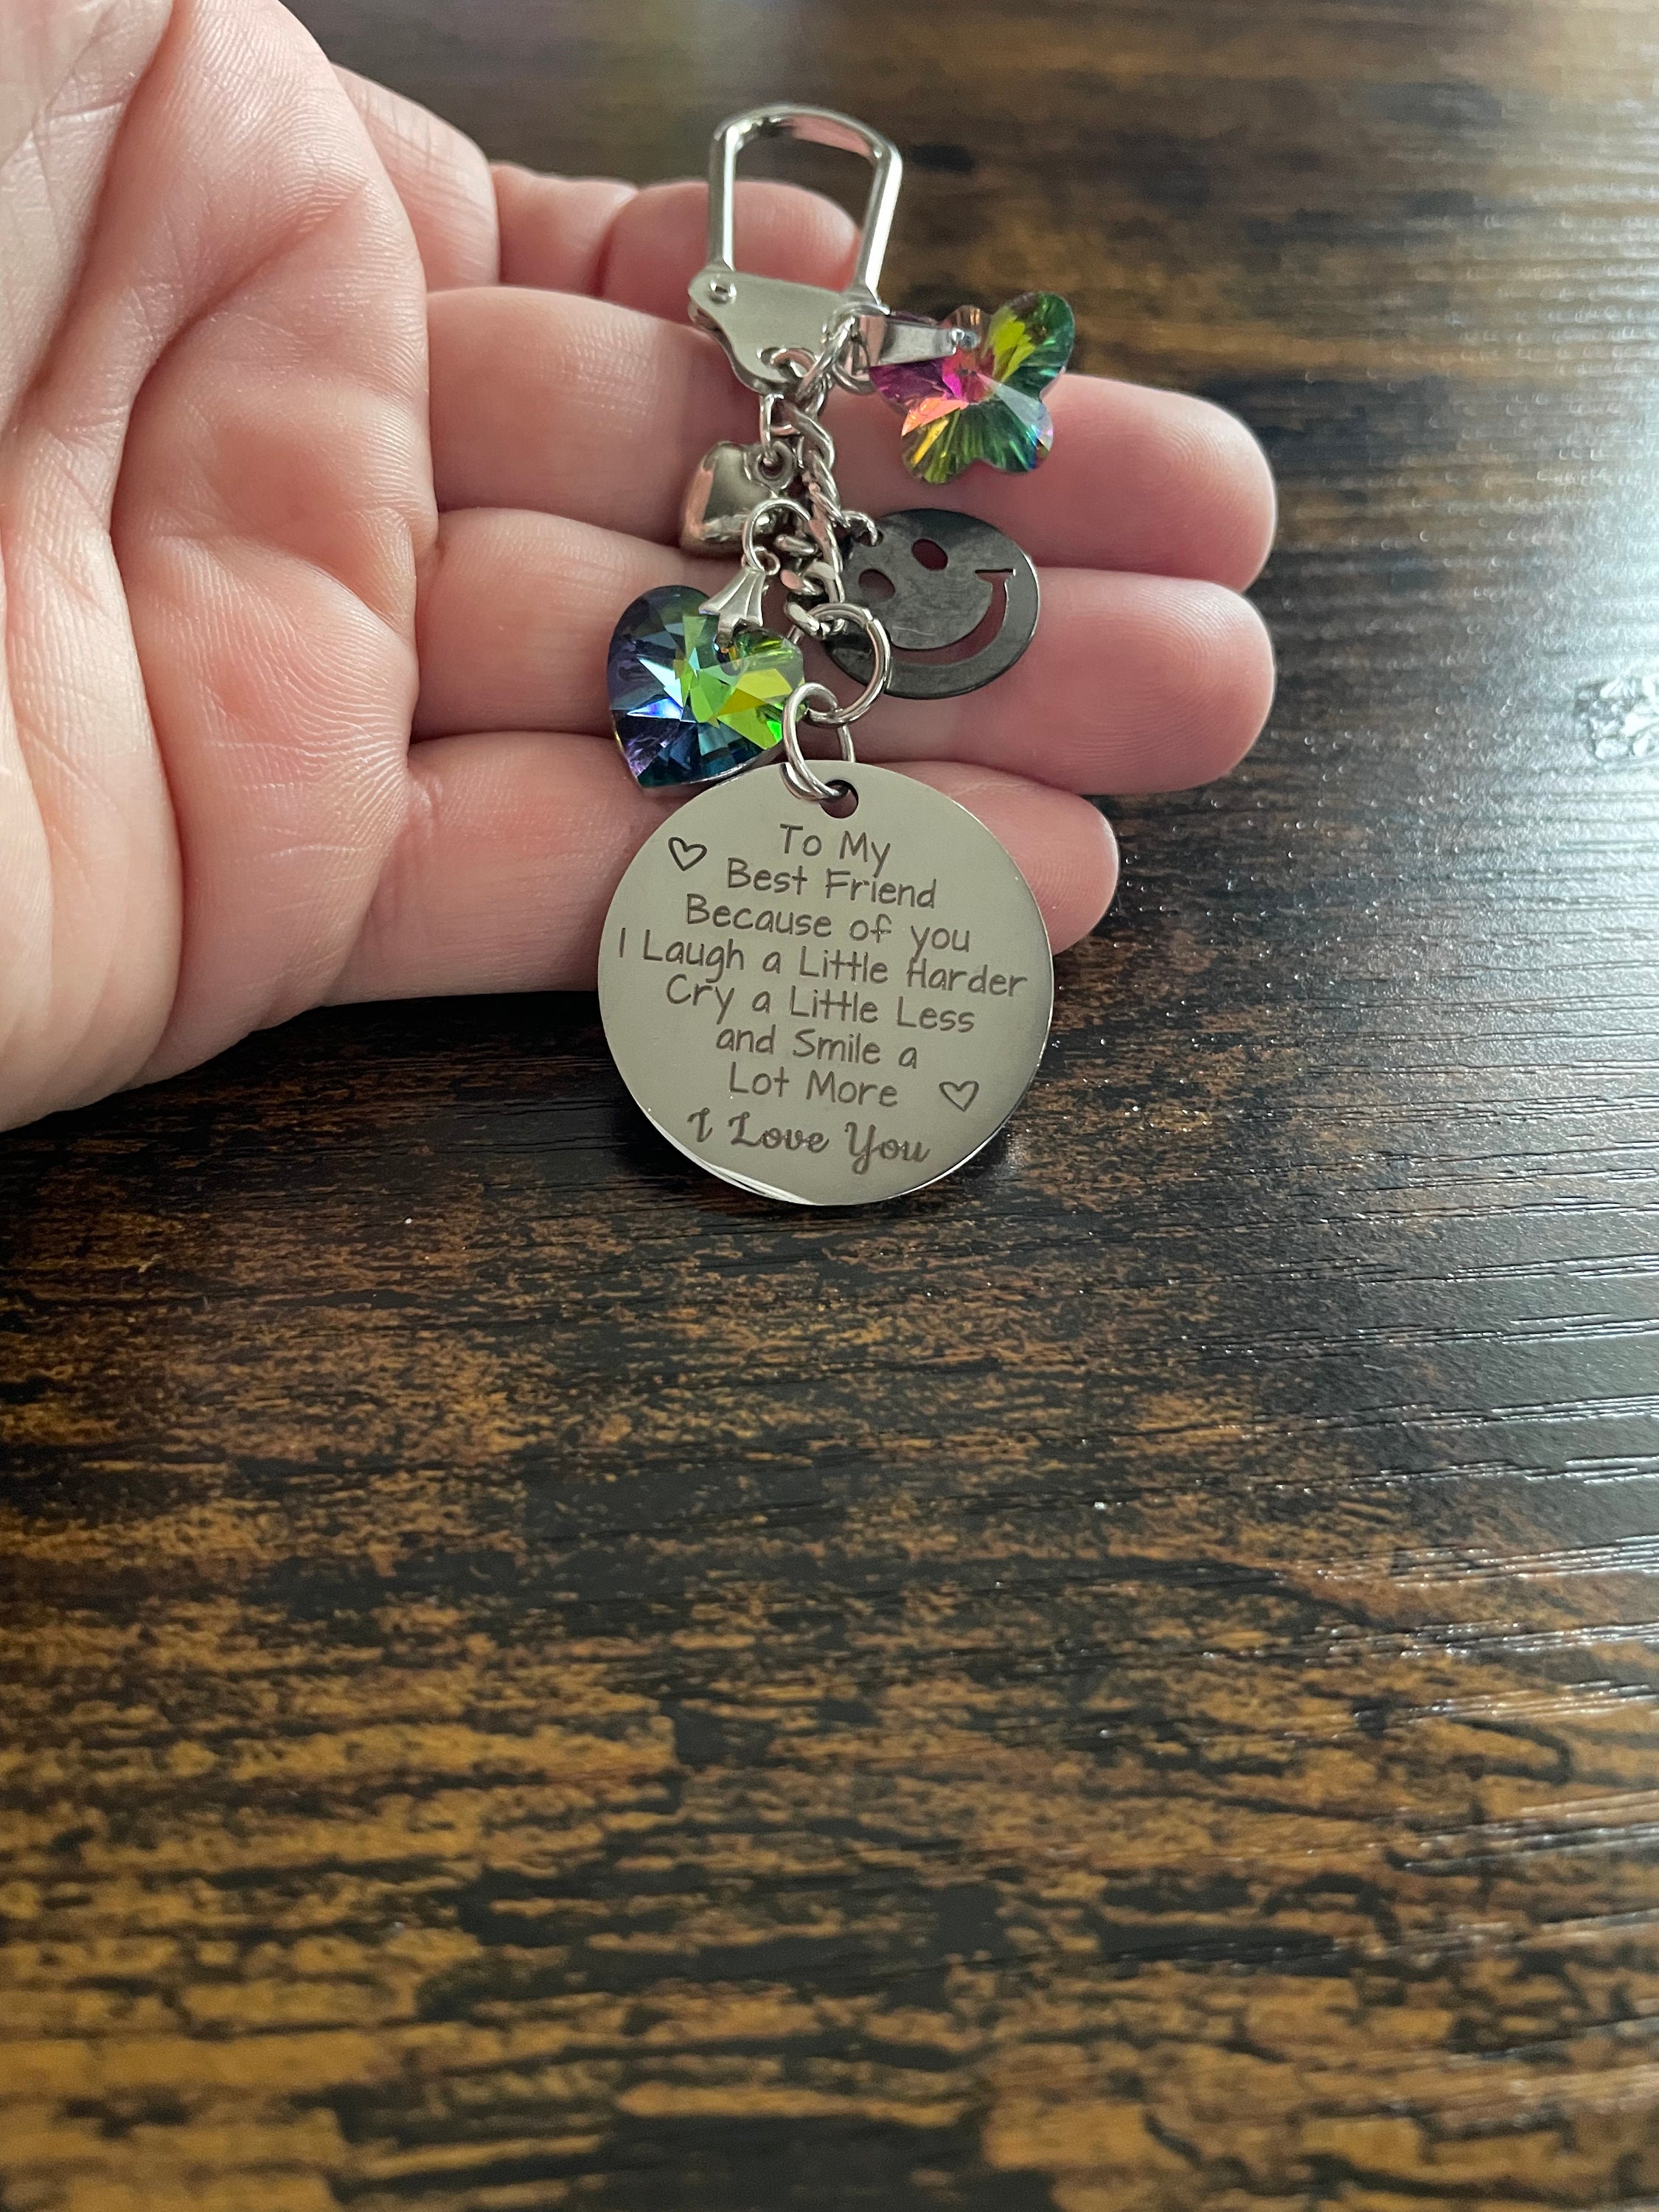 To My
Best Friend
Because of you
I Laugh a Little Harder
Cry a Little Less
and Smile a
Lot More
I Love You